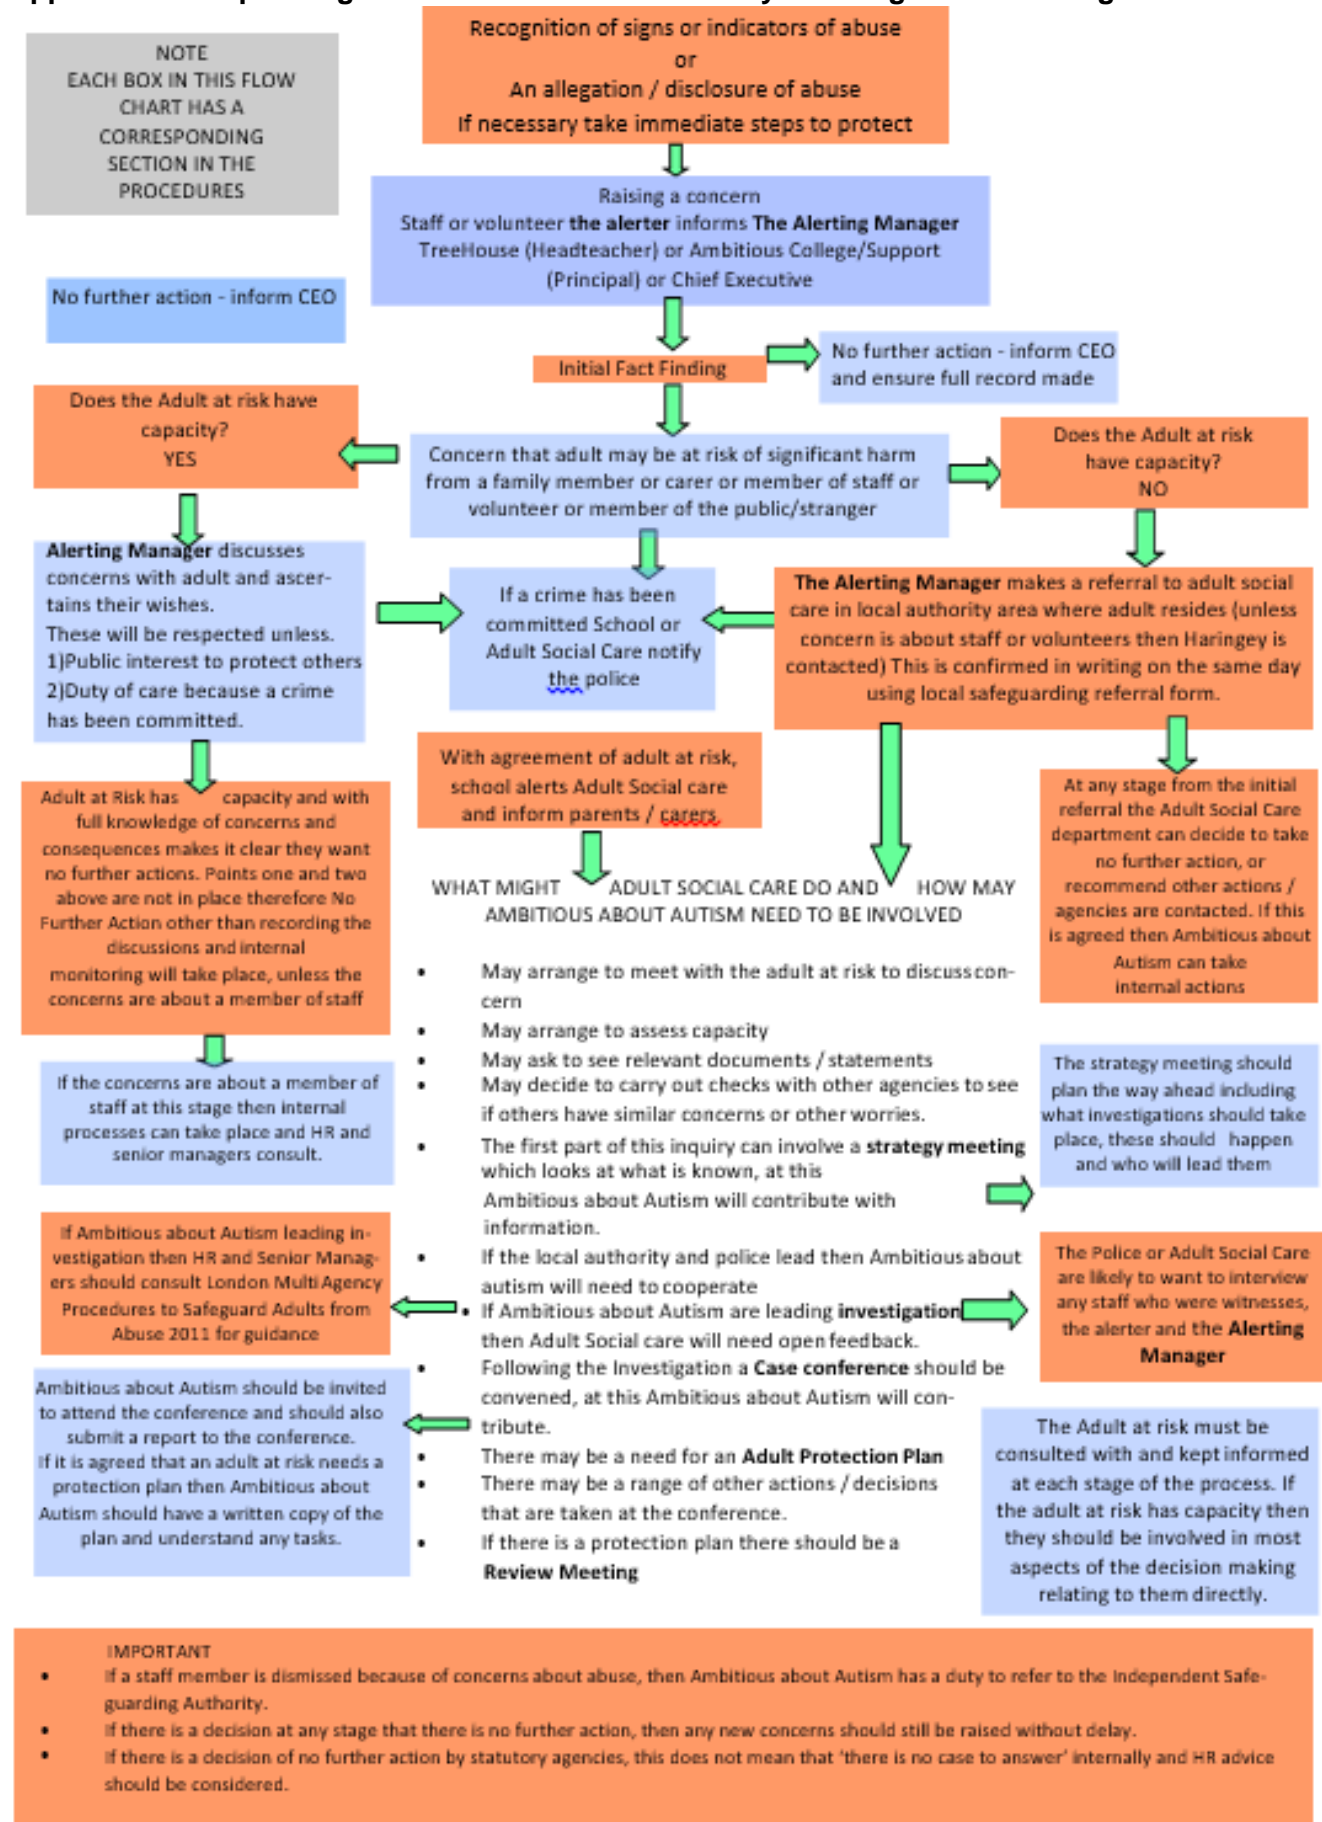 NOTE
EACH BOX IN THIS FLOW
CHART HAS A
CORRESPONDING
SECTION IN THE
PROCEDURES
Recognition of signs or indicators of abuse
or
An allegation / disclosure of abuse
If necessary take immediate steps to protect
Raising a concern
Staff or volunteer the alerter informs The Alerting Manager
TreeHouse (Headteacher) or Ambitious College/Support
(Principal) or Chief Executive
No further action - inform CEO
Initial Fact Finding
No further action - inform CEO
and ensure full record made
Does the Adult at risk have
capacity?
YES
Concern that adult may be at risk of significant harm
from a family member or carer or member of staff or
volunteer or member of the public/stranger
Does the Adult at risk
have capacity?
NO
Alerting Manager discusses
concerns with adult and ascer-
tains their wishes.
These will be respected unless.
1)Public interest to protect others
2)Duty of care because a crime
has been committed.
If a crime has been
committed School or
Adult Social Care notify
the police
The Alerting Manager makes a referral to adult social
care in local authority area where adult resides (unless
concern is about staff or volunteers then Haringey is
contacted) This is confirmed in writing on the same day
using local safeguarding referral form.
With agreement of adult at risk,
school alerts Adult Social care
and inform parents / carers
Adult at Risk has capacity and with
full knowledge of concerns and
consequences makes it clear they want
no further actions. Points one and two
above are not in place therefore No
Further Action other than recording the
discussions and internal
monitoring will take place, unless the
concerns are about a member of staff
At any stage from the initial
referral the Adult Social Care
department can decide to take
no further action, or
recommend other actions /
agencies are contacted. If this
is agreed then Ambitious about
Autism can take
internal actions
WHAT MIGHT ADULT SOCIAL CARE DO AND HOW MAY
AMBITIOUS ABOUT AUTISM NEED TO BE INVOLVED
• May arrange to meet with the adult at risk to discuss con-
cern
• May arrange to assess capacity
• May ask to see relevant documents / statements
• May decide to carry out checks with other agencies to see
if others have similar concerns or other worries.
• The first part of this inquiry can involve a strategy meeting
which looks at what is known, at this
Ambitious about Autism will contribute with
information.
• If the local authority and police lead then Ambitious about
autism will need to cooperate
• If Ambitious about Autism are leading investigation
then Adult Social care will need open feedback.
• Following the Investigation a Case conference should be
convened, at this Ambitious about Autism will con-
tribute.
• There may be a need for an Adult Protection Plan
• There may be a range of other actions / decisions
that are taken at the conference.
• If there is a protection plan there should be a
Review Meeting
If the concerns are about a member of
staff at this stage then internal
processes can take place and HR and
senior managers consult.
If Ambitious about Autism leading in-
vestigation then HR and Senior Manag-
ers should consult London Multi Agency
Procedures to Safeguard Adults from
Abuse 2011 for guidance
Ambitious about Autism should be invited
to attend the conference and should also
submit a report to the conference.
If it is agreed that an adult at risk needs a
protection plan then Ambitious about
Autism should have a written copy of the
plan and understand any tasks.
The strategy meeting should
plan the way ahead including
what investigations should take
place, these should happen
and who will lead them
The Police or Adult Social Care
are likely to want to interview
any staff who were witnesses,
the alerter and the Alerting
Manager
The Adult at risk must be
consulted with and kept informed
at each stage of the process. If
the adult at risk has capacity then
they should be involved in most
aspects of the decision making
relating to them directly.
IMPORTANT
• If a staff member is dismissed because of concerns about abuse, then Ambitious about Autism has a duty to refer to the Independent Safe-
guarding Authority.
• If there is a decision at any stage that there is no further action, then any new concerns should still be raised without delay.
• If there is a decision of no further action by statutory agencies, this does not mean that 'there is no case to answer' internally and HR advice
should be considered.